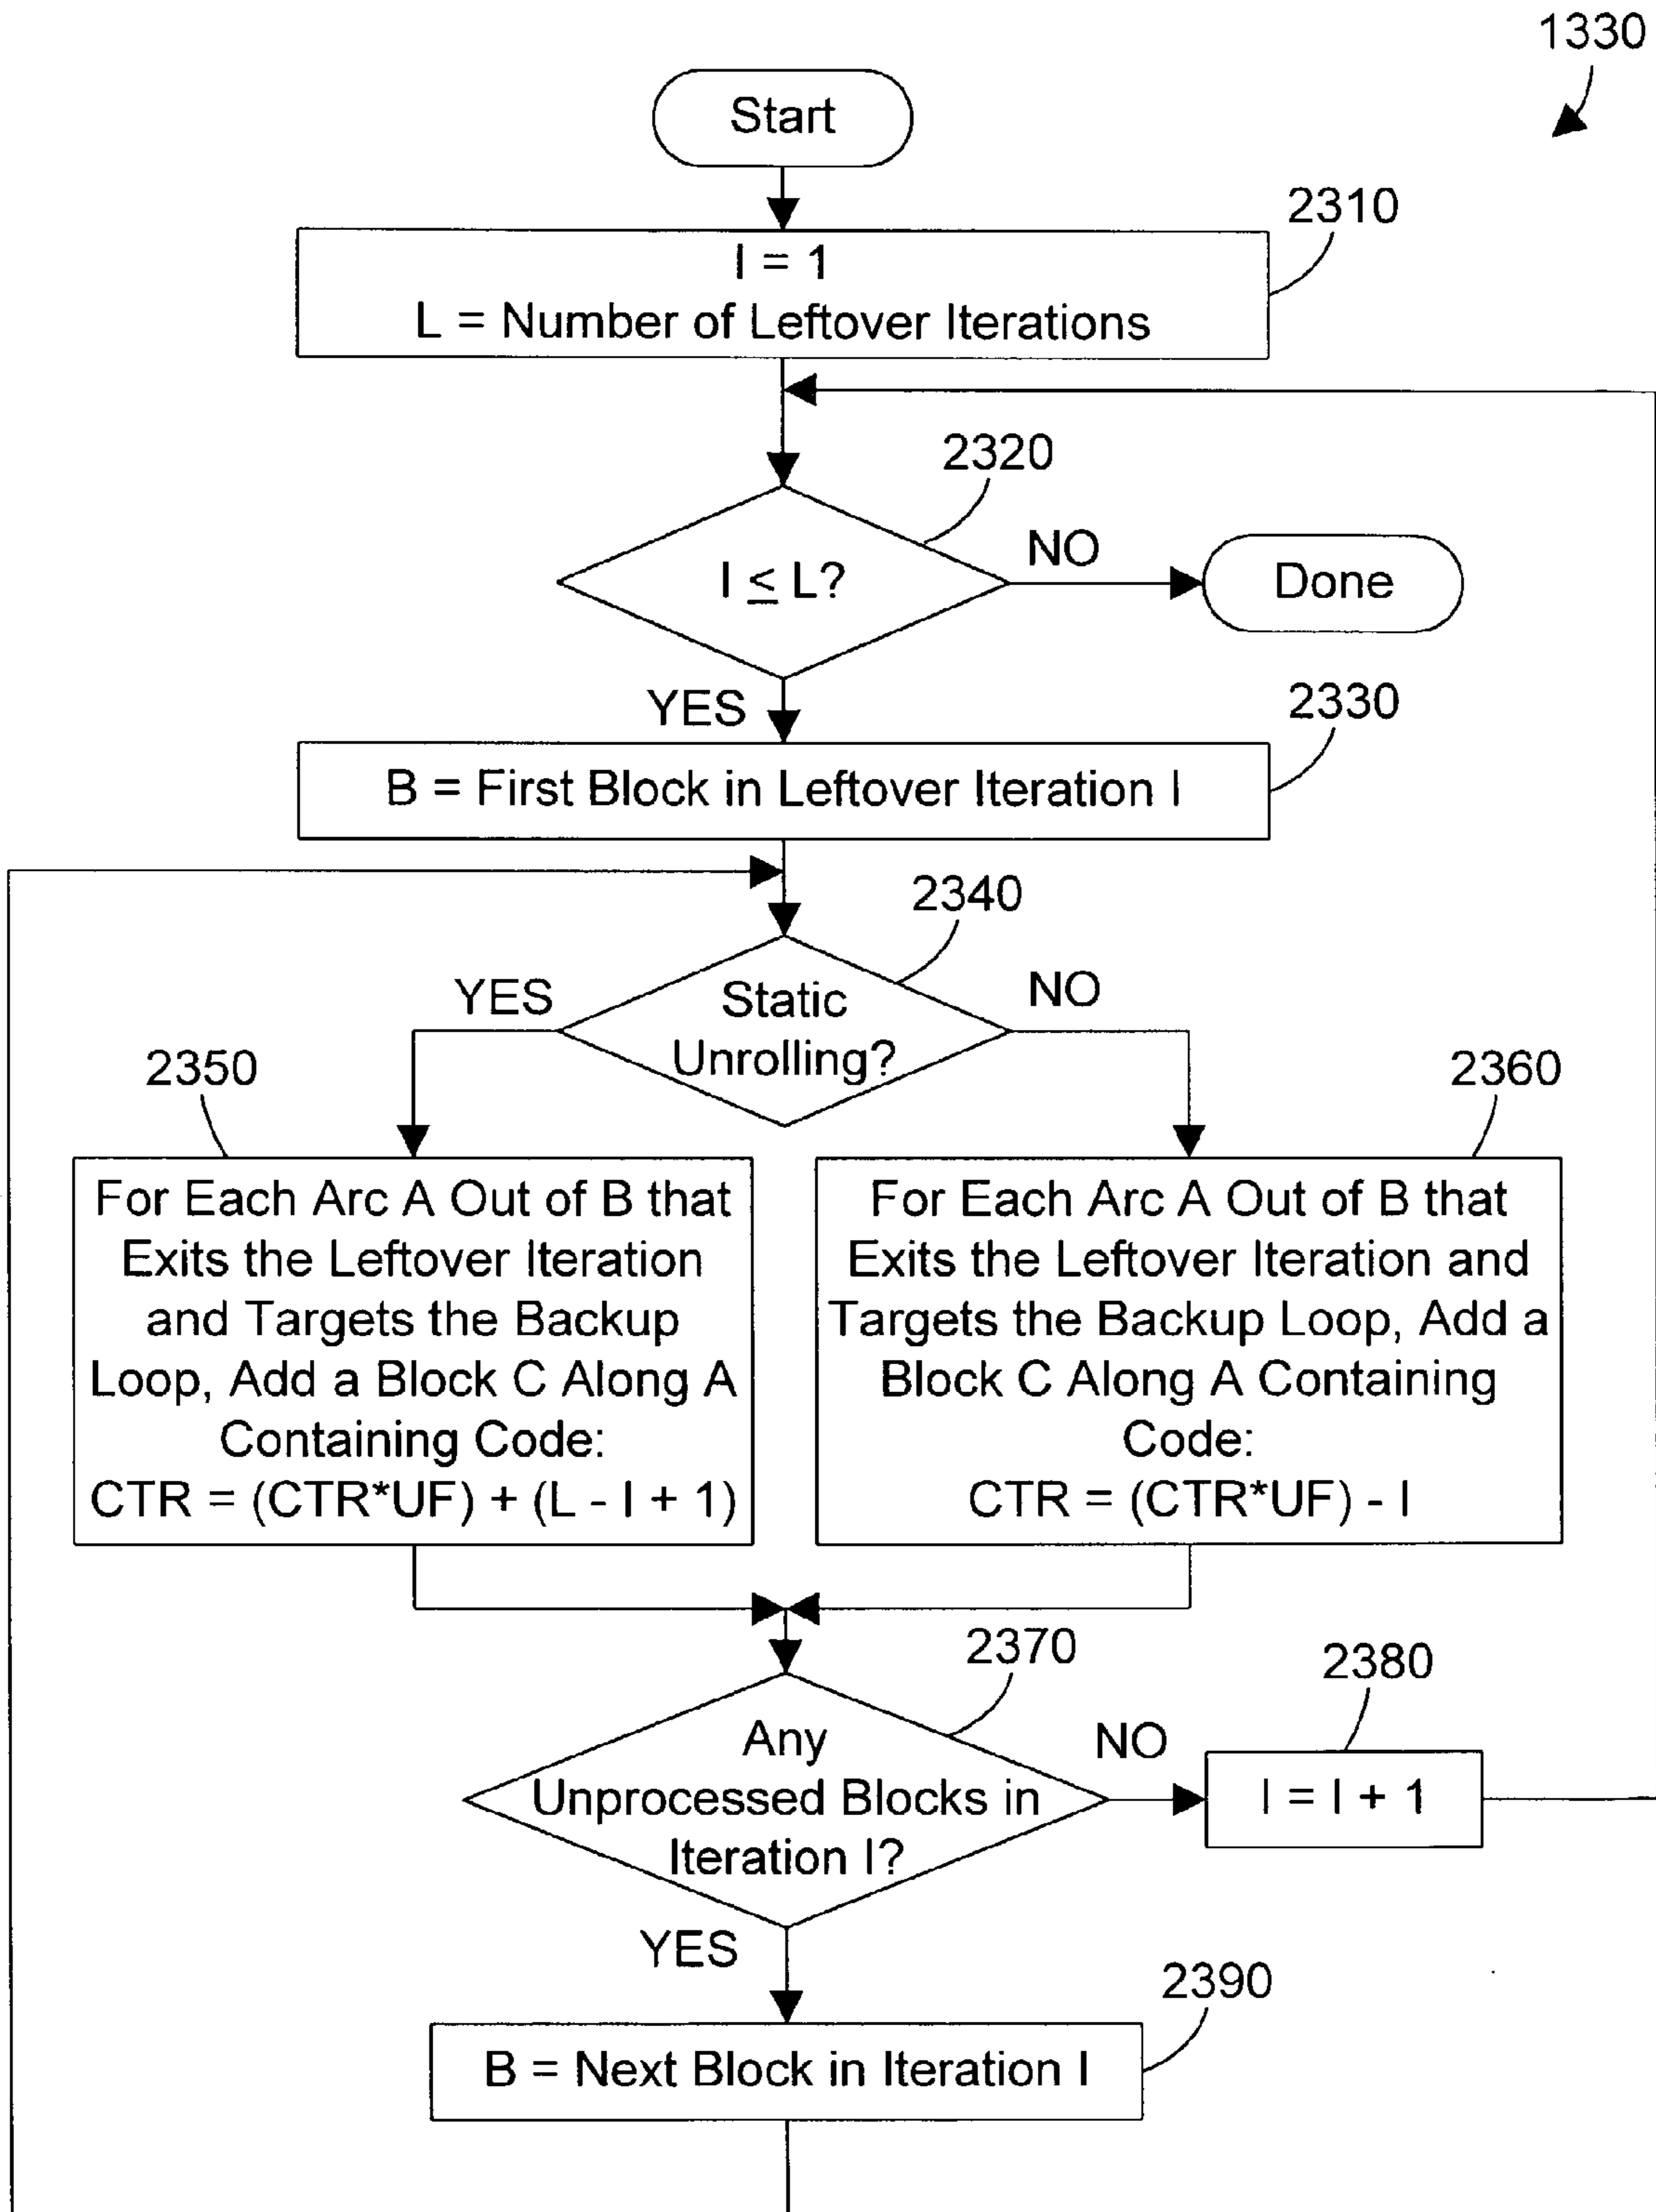 1330
Start
2310
I = 1
L = Number of Leftover Iterations
2320
I ≤ L?
NO
Done
YES
2330
B = First Block in Leftover Iteration I
2340
YES
Static
Unrolling?
NO
2350
2360
For Each Arc A Out of B that
Exits the Leftover Iteration
and Targets the Backup
Loop, Add a Block C Along A
Containing Code:
CTR = (CTR*UF) + (L - I + 1)
For Each Arc A Out of B that
Exits the Leftover Iteration and
Targets the Backup Loop, Add a
Block C Along A Containing
Code:
CTR = (CTR*UF) - I
2370
2380
Any
Unprocessed Blocks in
Iteration I?
NO
I = I + 1
YES
2390
B = Next Block in Iteration I